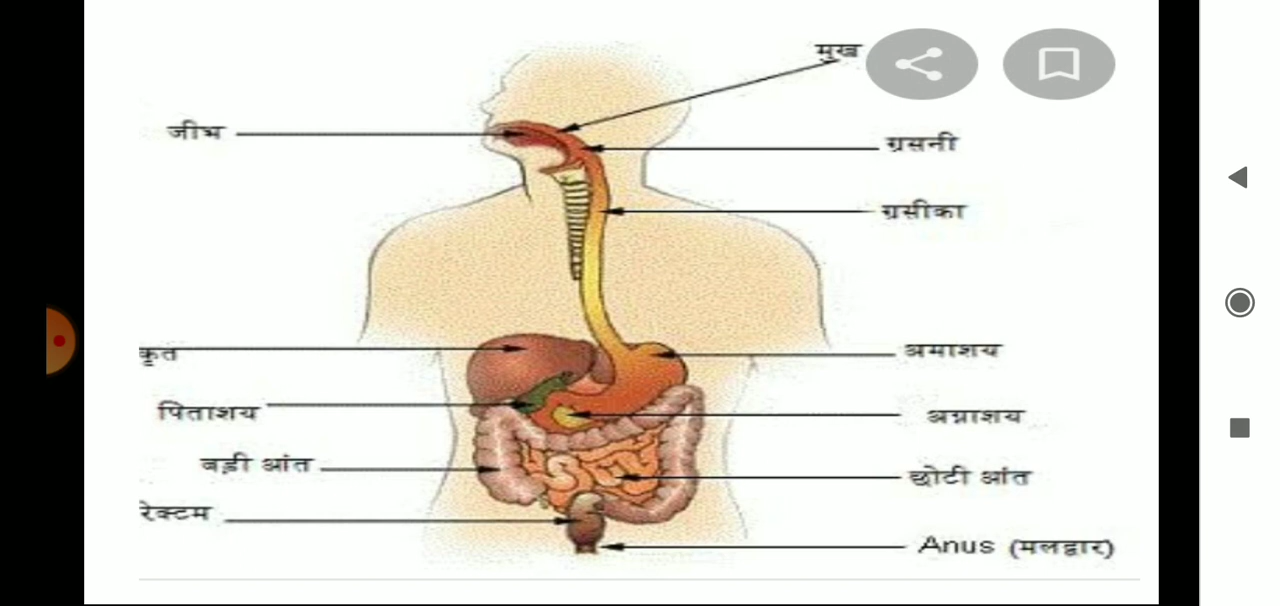 मुख
जीभ
ग्रसनी
ग्रसीका
कृत
अमाशय
पिताशय
अग्नाशय
बड़ी आंत
छोटी आंत
रेक्टम
Anus (मलद्वार)